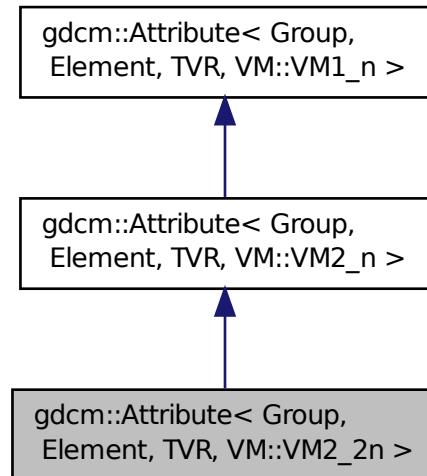 gdcm::Attribute< Group,
Element, TVR, VM::VM1_n >
gdcm::Attribute< Group,
Element, TVR, VM::VM2_n >
gdcm::Attribute< Group,
Element, TVR, VM::VM2_2n >